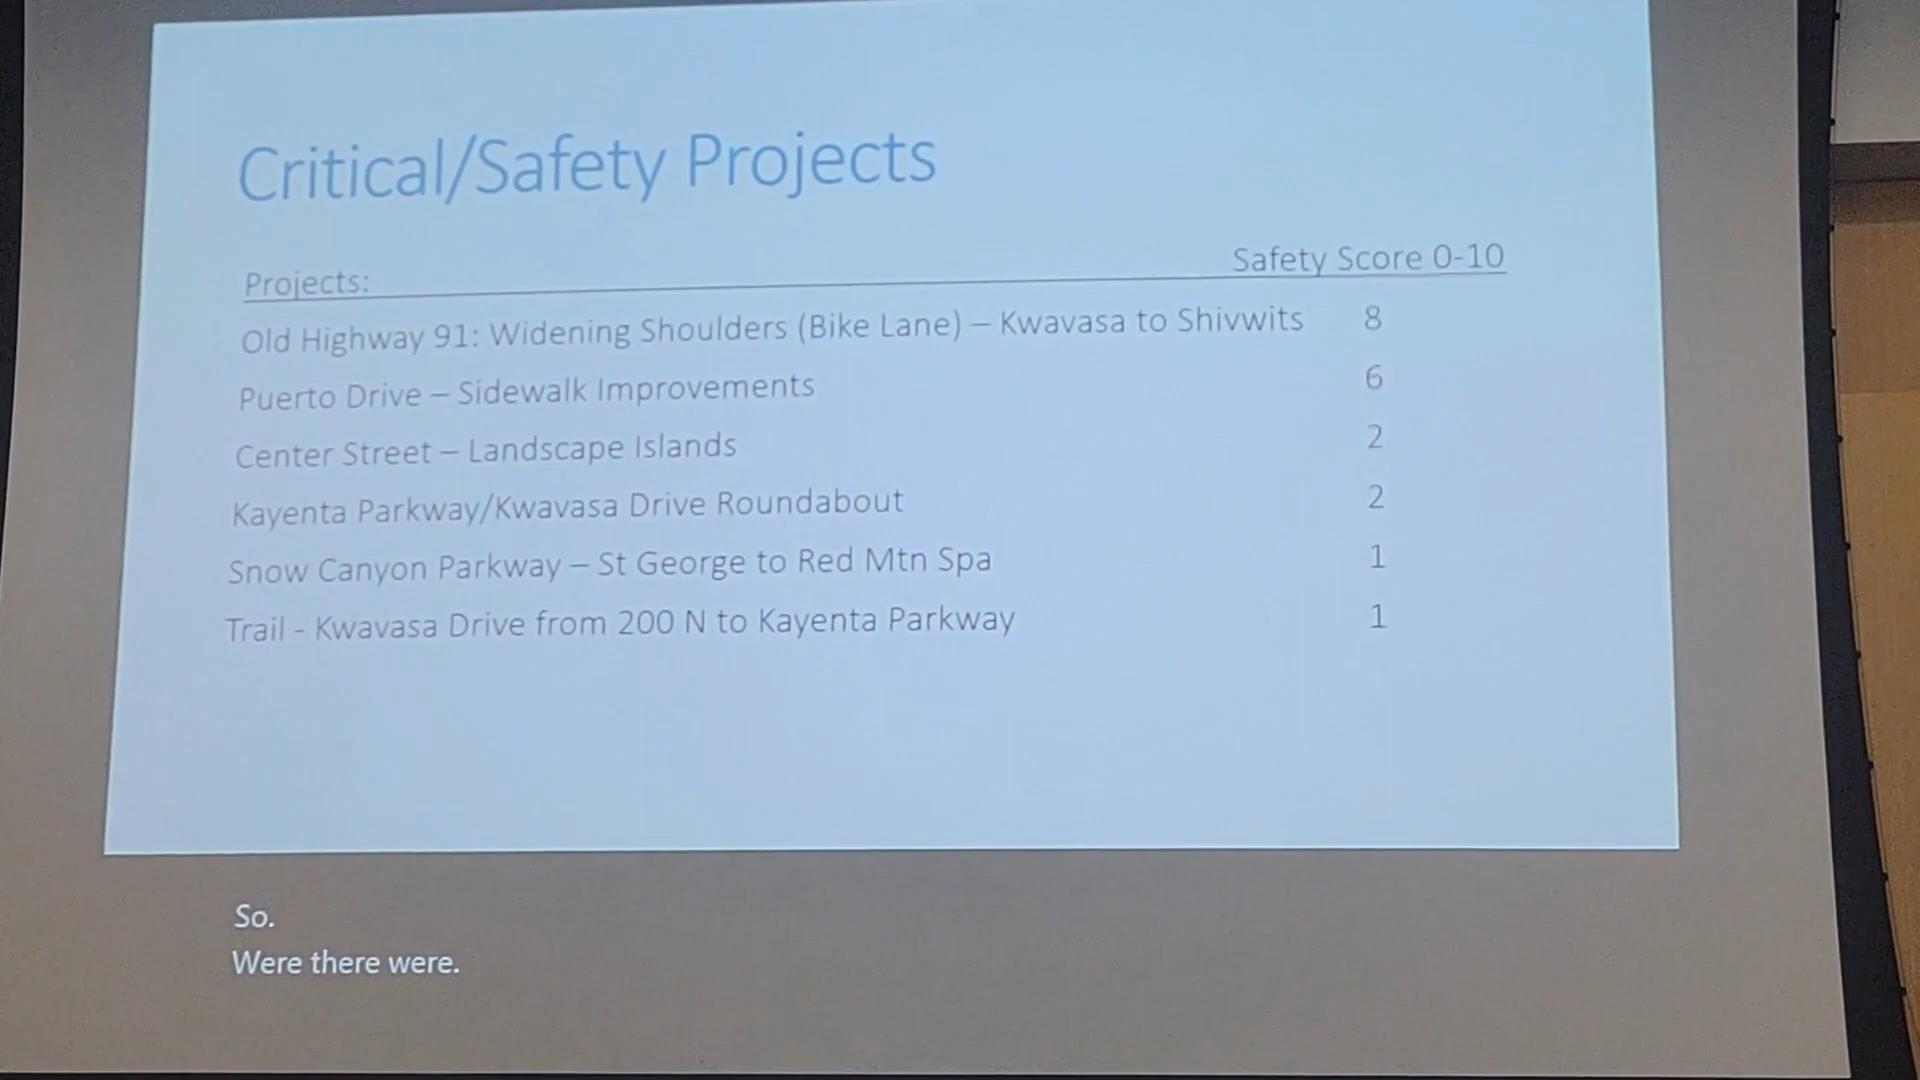 Critical/Safety Projects
Projects: Safety Score 0-10
Old Highway 91: Widening Shoulders (Bike Lane) – Kwavasa to Shivwits 8
Puerto Drive – Sidewalk Improvements 6
Center Street – Landscape Islands 2
Kayenta Parkway/Kwavasa Drive Roundabout 2
Snow Canyon Parkway – St George to Red Mtn Spa 1
Trail - Kwavasa Drive from 200 N to Kayenta Parkway 1
So.
Were there were.